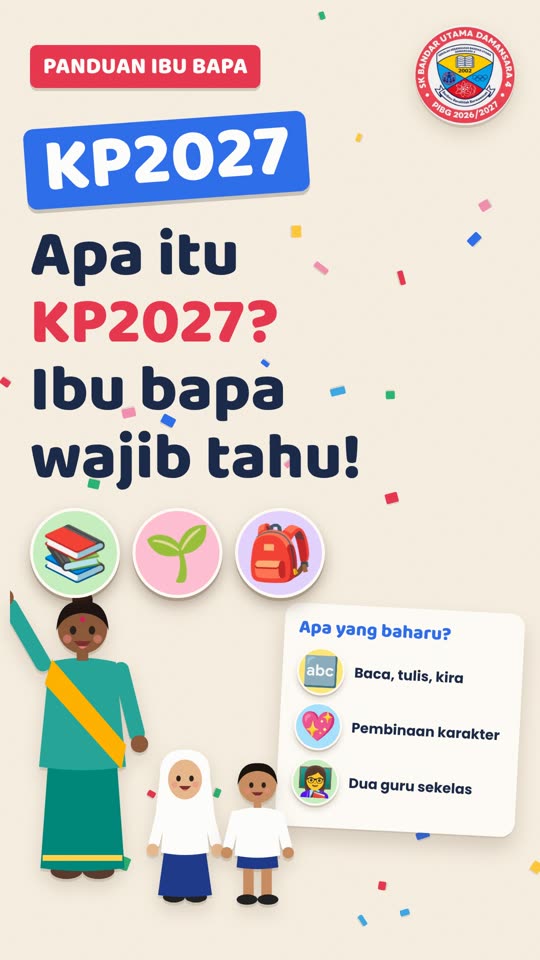 PANDUAN IBU BAPA
SK BANDAR UTAMA DAMANSARA 4
2002
PIBG 2026/2027
KP2027
Apa itu
KP2027?
Ibu bapa
wajib tahu!
Apa yang baharu?
abc
Baca, tulis, kira
Pembinaan karakter
Dua guru sekelas